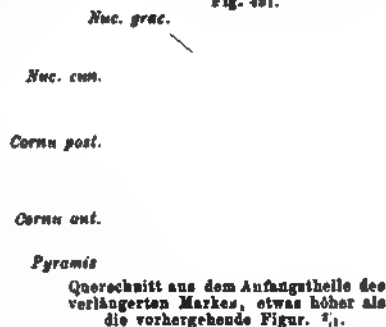 Fig.
Nuc. grac.
Nuc. cun.
Cornu post.
Cornu ant.
Pyramis
Querschnitt aus dem Anfangstheile des
verlängerten Markes, etwas höher als
die vorhergehende Figur.